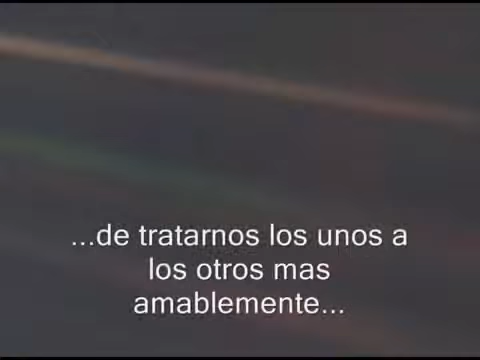 ...de tratarnos los unos a
los otros mas
amablemente...